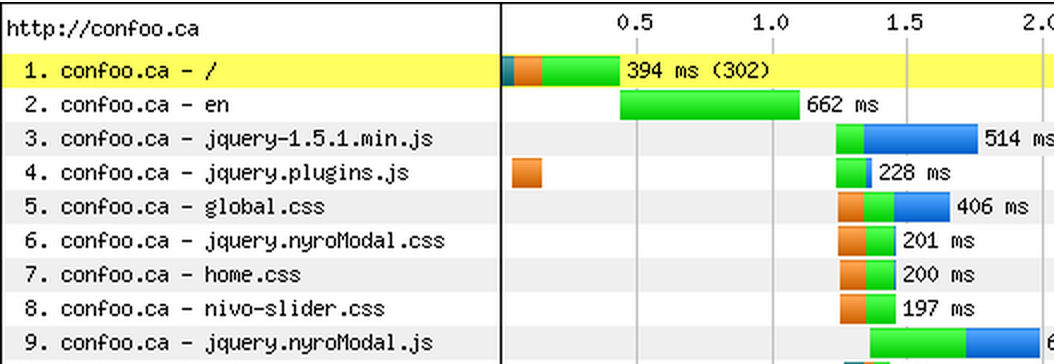 http://confoo.ca 0.5 1.0 1.5 2.0
1. confoo.ca - / 394 ms (302)
2. confoo.ca - en 662 ms
3. confoo.ca - jquery-1.5.1.min.js 514 ms
4. confoo.ca - jquery.plugins.js 228 ms
5. confoo.ca - global.css 406 ms
6. confoo.ca - jquery.nyroModal.css 201 ms
7. confoo.ca - home.css 200 ms
8. confoo.ca - nivo-slider.css 197 ms
9. confoo.ca - jquery.nyroModal.js